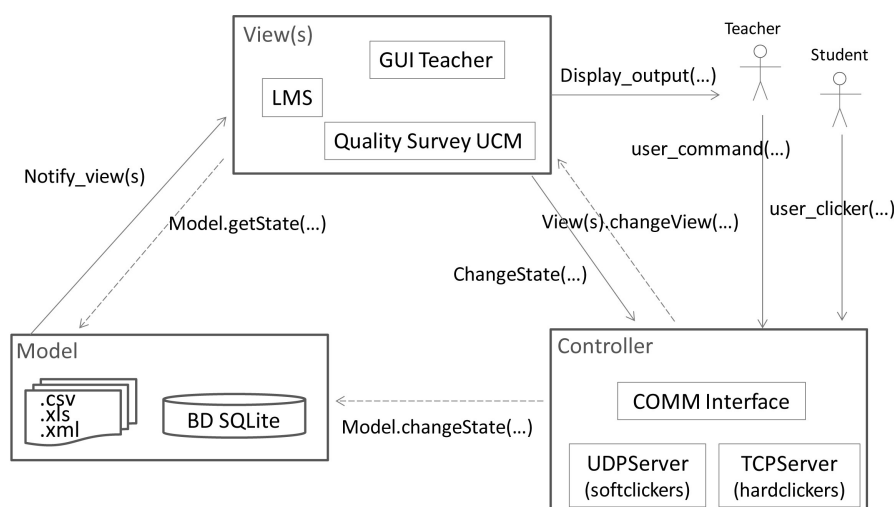 View(s)
GUI Teacher
LMS
Quality Survey UCM
Teacher
Student
Display_output(...)
user_command(...)
Notify_view(s)
Model.getState(...)
View(s).changeView(...)
user_clicker(...)
ChangeState(...)
Model
.csv
.xls
.xml
BD SQLite
Model.changeState(...)
Controller
COMM Interface
UDPServer
(softclickers)
TCPServer
(hardclickers)